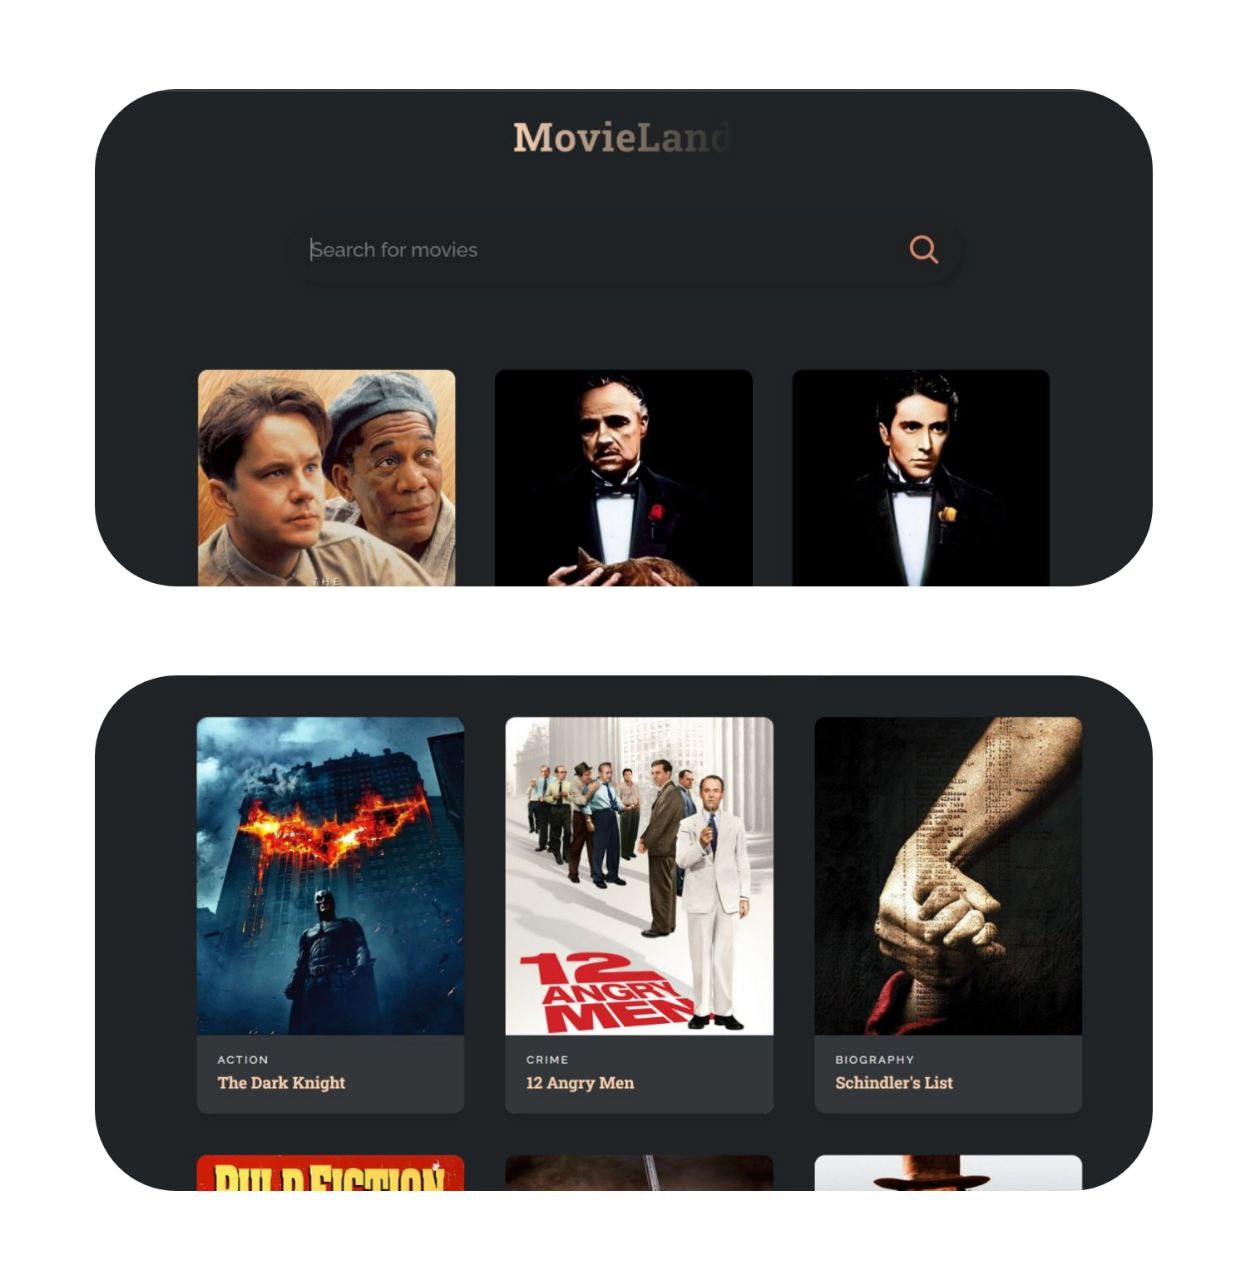 MovieLand
Search for movies
THE
12
ANGRY
MEN
ACTION
The Dark Knight
CRIME
12 Angry Men
BIOGRAPHY
Schindler's List
PULP FICTION